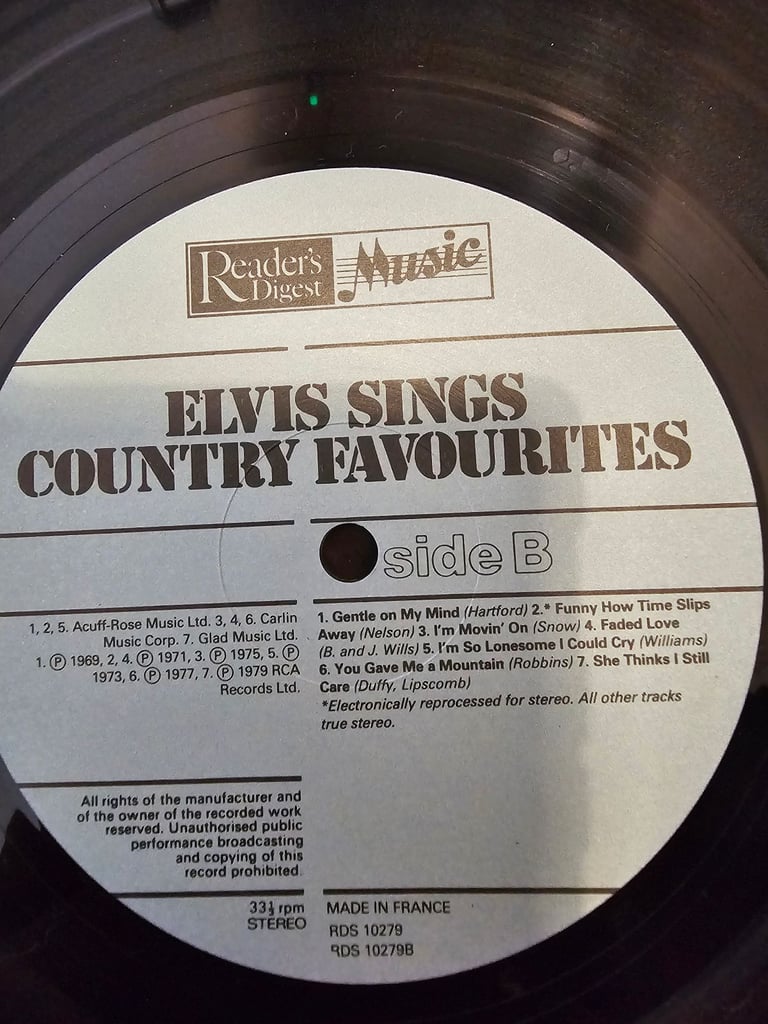 Reader's
Digest
Music
ELVIS SINGS
COUNTRY FAVOURITES
side B
1, 2, 5. Acuff-Rose Music Ltd. 3, 4, 6. Carlin
Music Corp. 7. Glad Music Ltd.
1. Ⓟ 1969, 2, 4. Ⓟ 1971, 3. Ⓟ 1975, 5. Ⓟ
1973, 6. Ⓟ 1977, 7. Ⓟ 1979 RCA
Records Ltd.
1. Gentle on My Mind (Hartford) 2.* Funny How Time Slips
Away (Nelson) 3. I'm Movin' On (Snow) 4. Faded Love
(B. and J. Wills) 5. I'm So Lonesome I Could Cry (Williams)
6. You Gave Me a Mountain (Robbins) 7. She Thinks I Still
Care (Duffy, Lipscomb)
*Electronically reprocessed for stereo. All other tracks
true stereo.
All rights of the manufacturer and
of the owner of the recorded work
reserved. Unauthorised public
performance broadcasting
and copying of this
record prohibited.
33⅓ rpm
STEREO
MADE IN FRANCE
RDS 10279
RDS 10279B